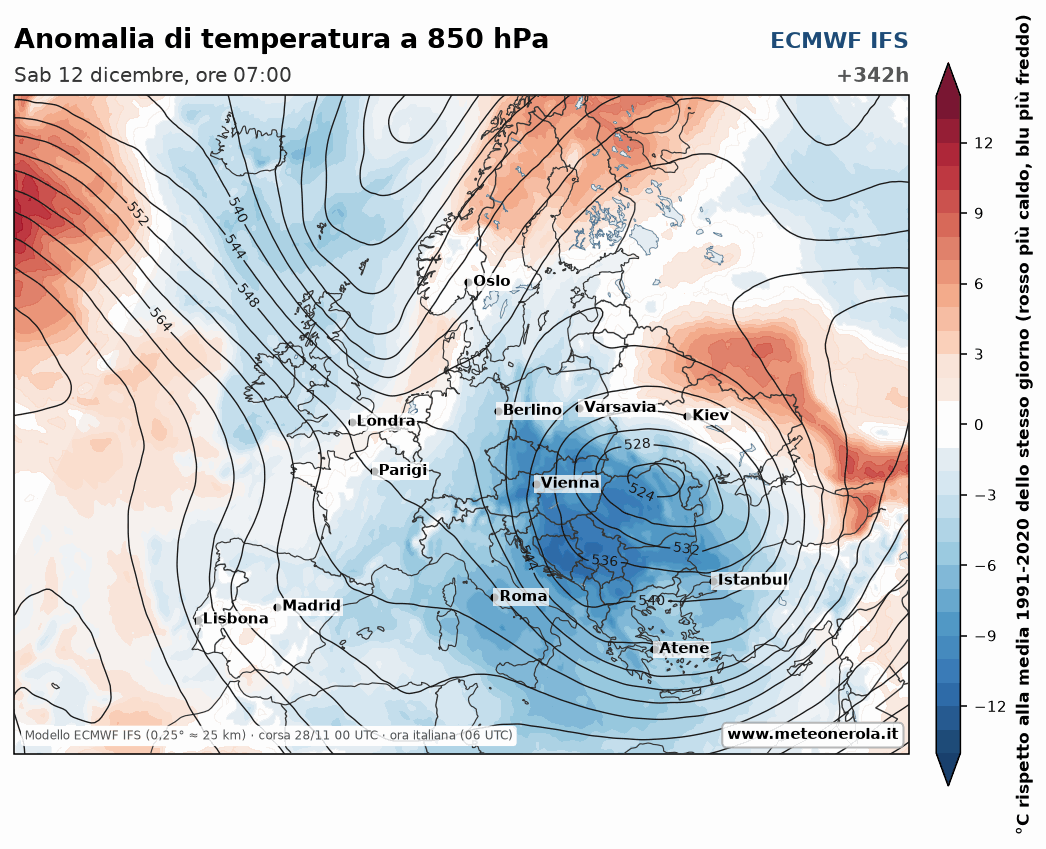 Anomalia di temperatura a 850 hPa
ECMWF IFS
Sab 12 dicembre, ore 07:00
+342h
552
540
544
548
564
Oslo
Berlino
Varsavia
Kiev
Londra
528
Parigi
Vienna
524
532
544
536
Istanbul
Roma
540
Madrid
Lisbona
Atene
Modello ECMWF IFS (0,25° ≈ 25 km) · corsa 28/11 00 UTC · ora italiana (06 UTC)
www.meteonerola.it
12
9
6
3
0
−3
−6
−9
−12
°C rispetto alla media 1991-2020 dello stesso giorno (rosso più caldo, blu più freddo)